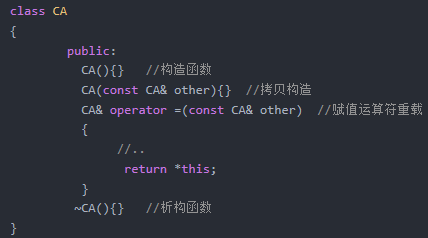 class CA
{
public:
CA(){} //构造函数
CA(const CA& other){} //拷贝构造
CA& operator =(const CA& other) //赋值运算符重载
{
//..
return *this;
}
~CA(){} //析构函数
}